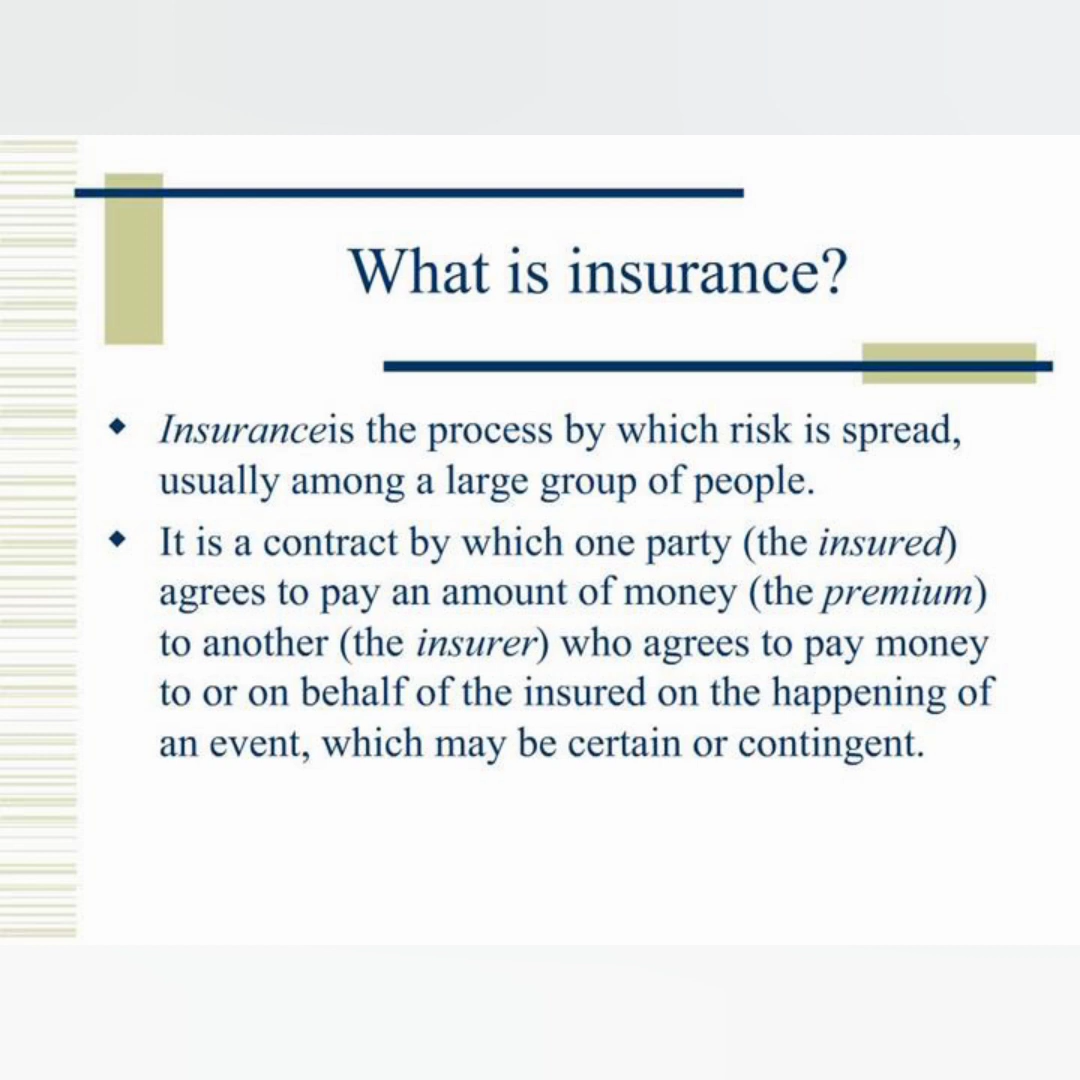 What is insurance?
Insuranceis the process by which risk is spread,
usually among a large group of people.
It is a contract by which one party (the insured)
agrees to pay an amount of money (the premium)
to another (the insurer) who agrees to pay money
to or on behalf of the insured on the happening of
an event, which may be certain or contingent.